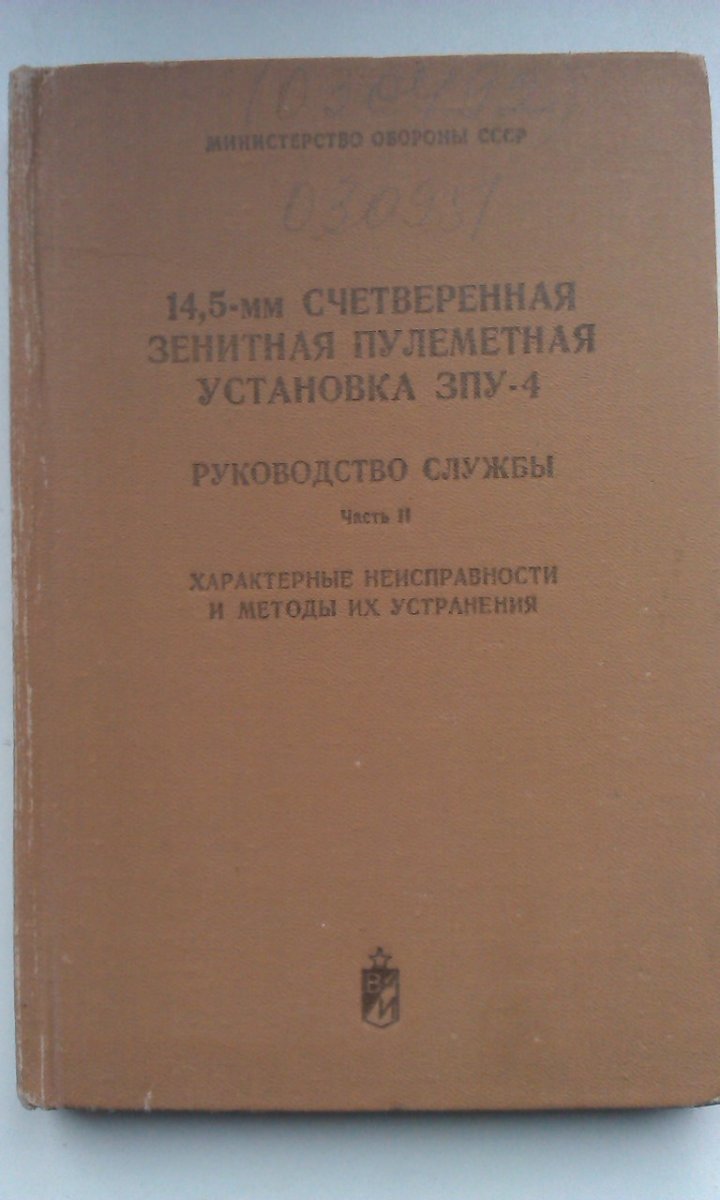 МИНИСТЕРСТВО ОБОРОНЫ СССР
14,5-мм СЧЕТВЕРЕННАЯ
ЗЕНИТНАЯ ПУЛЕМЕТНАЯ
УСТАНОВКА ЗПУ-4
РУКОВОДСТВО СЛУЖБЫ
Часть II
ХАРАКТЕРНЫЕ НЕИСПРАВНОСТИ
И МЕТОДЫ ИХ УСТРАНЕНИЯ